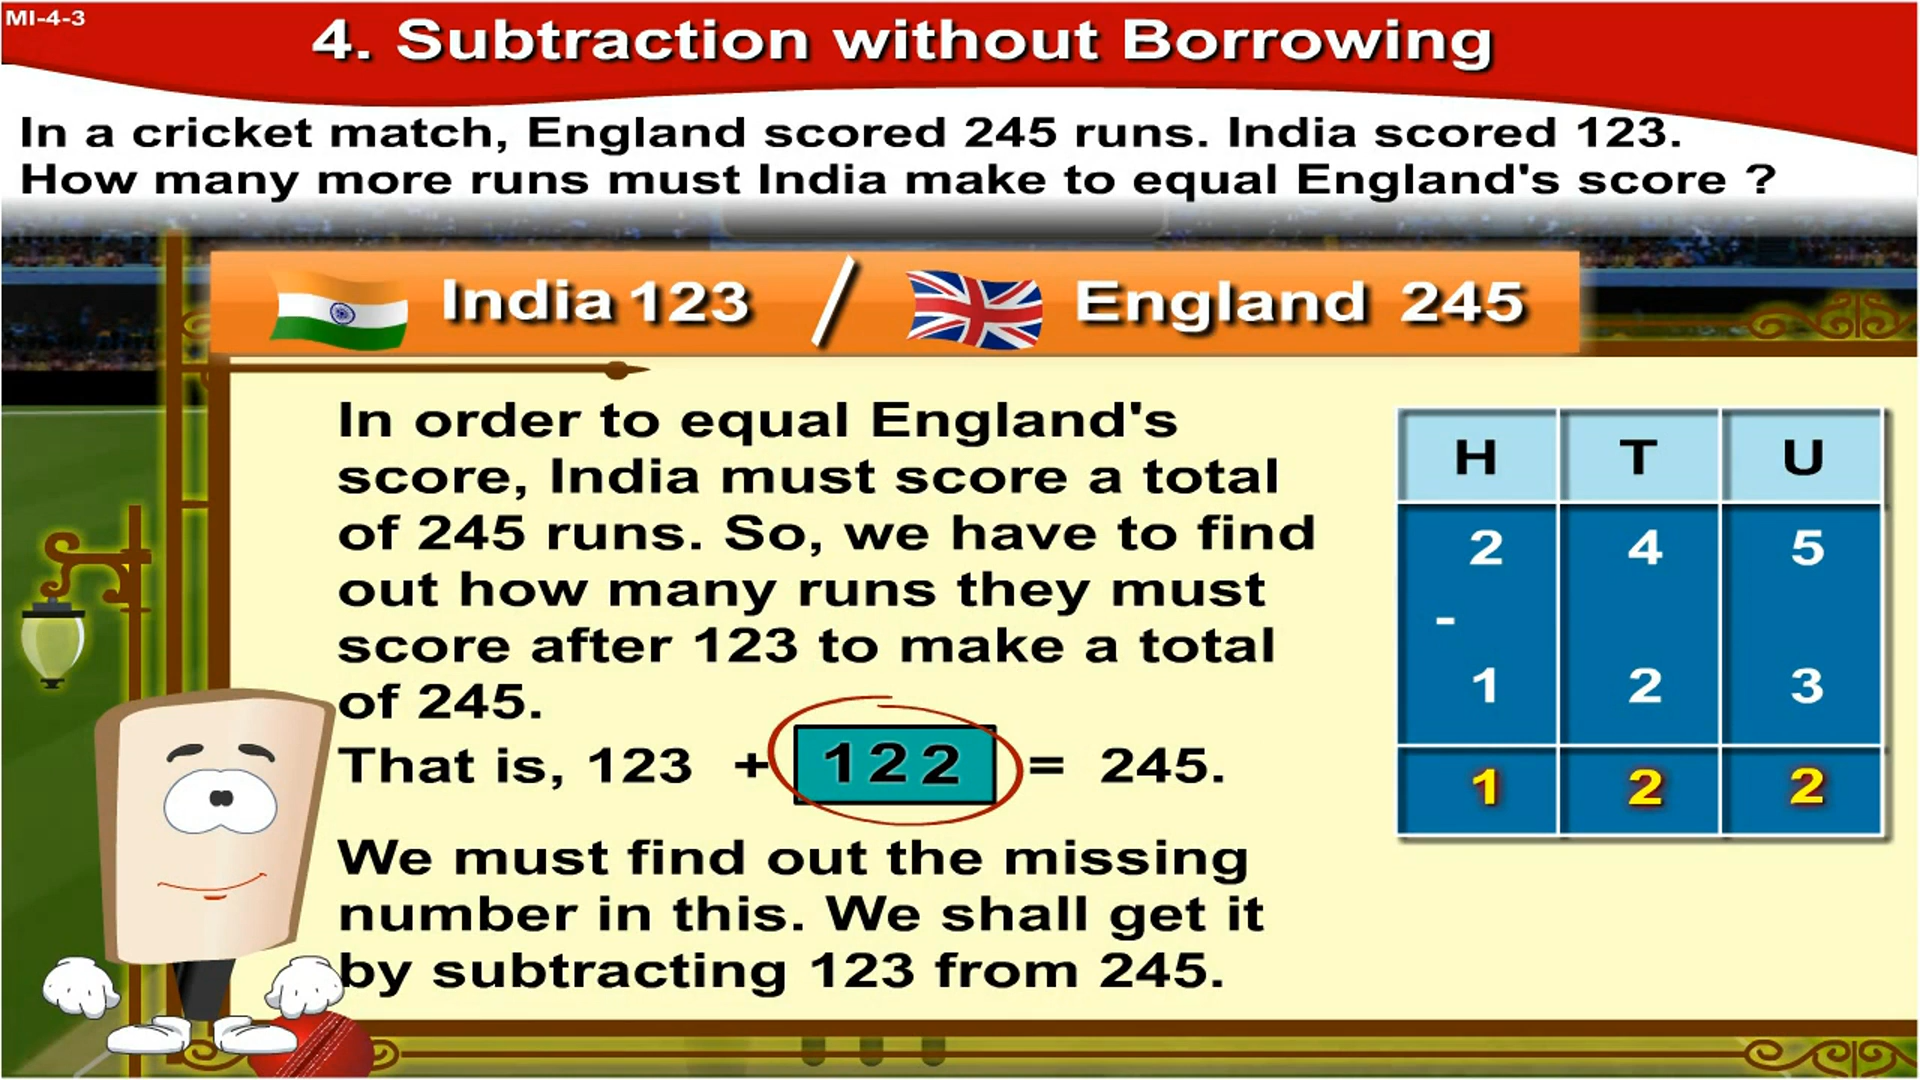 MI-4-3
4. Subtraction without Borrowing
In a cricket match, England scored 245 runs. India scored 123.
How many more runs must India make to equal England's score ?
India 123 / England 245
In order to equal England's
score, India must score a total
of 245 runs. So, we have to find
out how many runs they must
score after 123 to make a total
of 245.
That is, 123 + 122 = 245.
We must find out the missing
number in this. We shall get it
by subtracting 123 from 245.
H T U
2 4 5
-
1 2 3
1 2 2